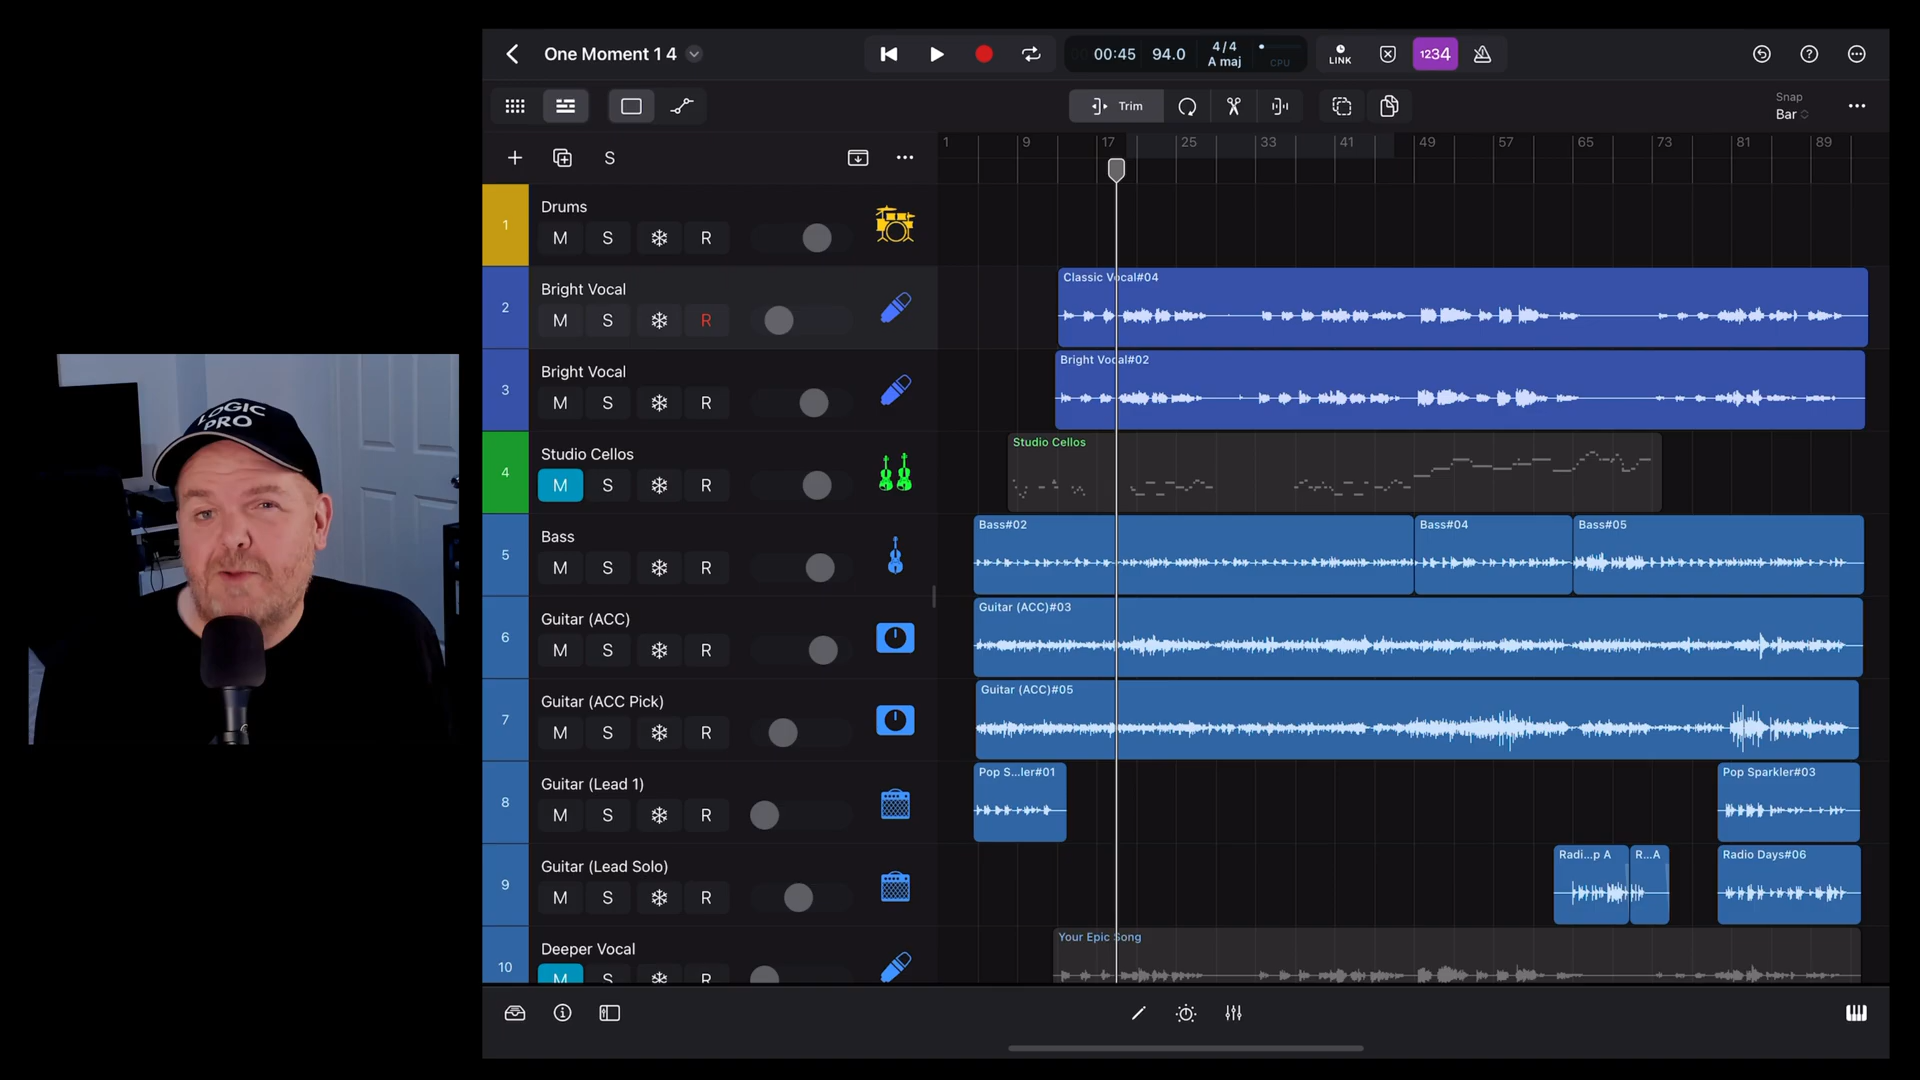 One Moment 1 4
00:45
94.0
4/4
A maj
CPU
LINK
1234
Trim
Snap
Bar
S
1
9
17
25
33
41
49
57
65
73
81
89
1
Drums
M S R
2
Bright Vocal
M S R
Classic Vocal#04
3
Bright Vocal
M S R
Bright Vocal#02
4
Studio Cellos
M S R
Studio Cellos
5
Bass
M S R
Bass#02
Bass#04
Bass#05
6
Guitar (ACC)
M S R
Guitar (ACC)#03
7
Guitar (ACC Pick)
M S R
Guitar (ACC)#05
8
Guitar (Lead 1)
M S R
Pop S...ler#01
Pop Sparkler#03
9
Guitar (Lead Solo)
M S R
Radi...p A
R...A
Radio Days#06
10
Deeper Vocal
M S R
Your Epic Song
LOGIC
PRO